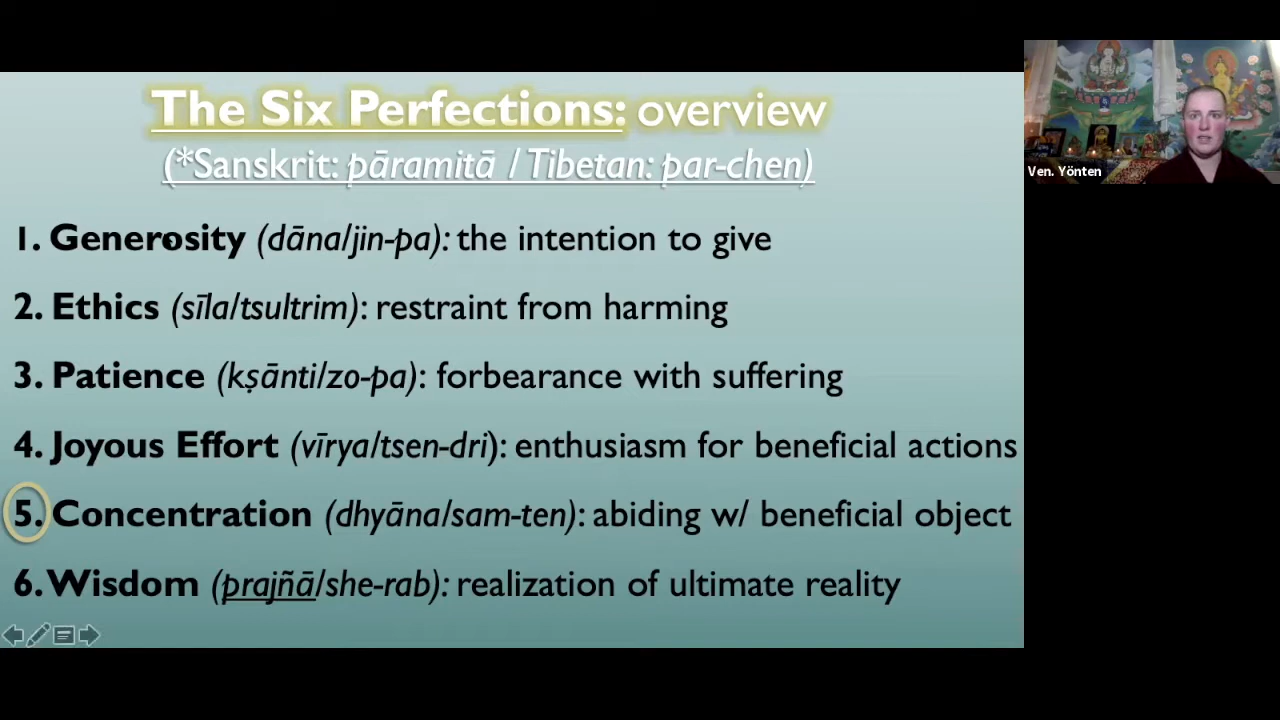 The Six Perfections: overview
(*Sanskrit: pāramitā / Tibetan: par-chen)
1. Generosity (dāna/jin-pa): the intention to give
2. Ethics (sīla/tsultrim): restraint from harming
3. Patience (kṣānti/zo-pa): forbearance with suffering
4. Joyous Effort (vīrya/tsen-dri): enthusiasm for beneficial actions
5. Concentration (dhyāna/sam-ten): abiding w/ beneficial object
6. Wisdom (prajñā/she-rab): realization of ultimate reality
Ven. Yönten